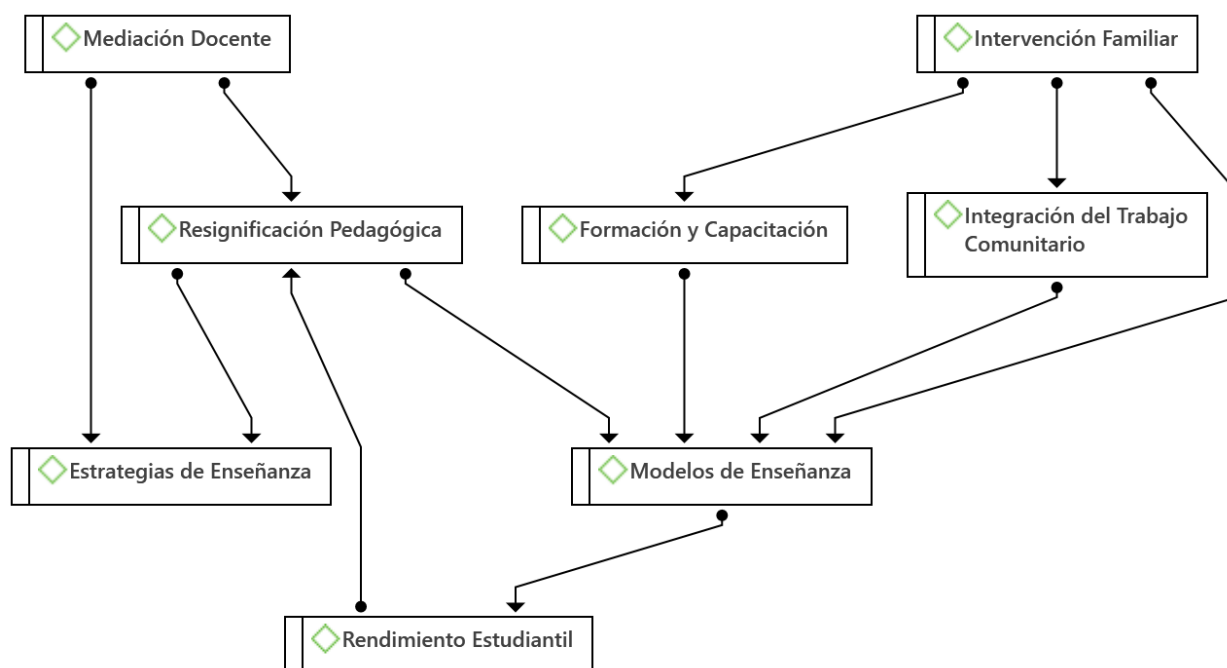 Mediación Docente
Intervención Familiar
Resignificación Pedagógica
Formación y Capacitación
Integración del Trabajo
Comunitario
Estrategias de Enseñanza
Modelos de Enseñanza
Rendimiento Estudiantil